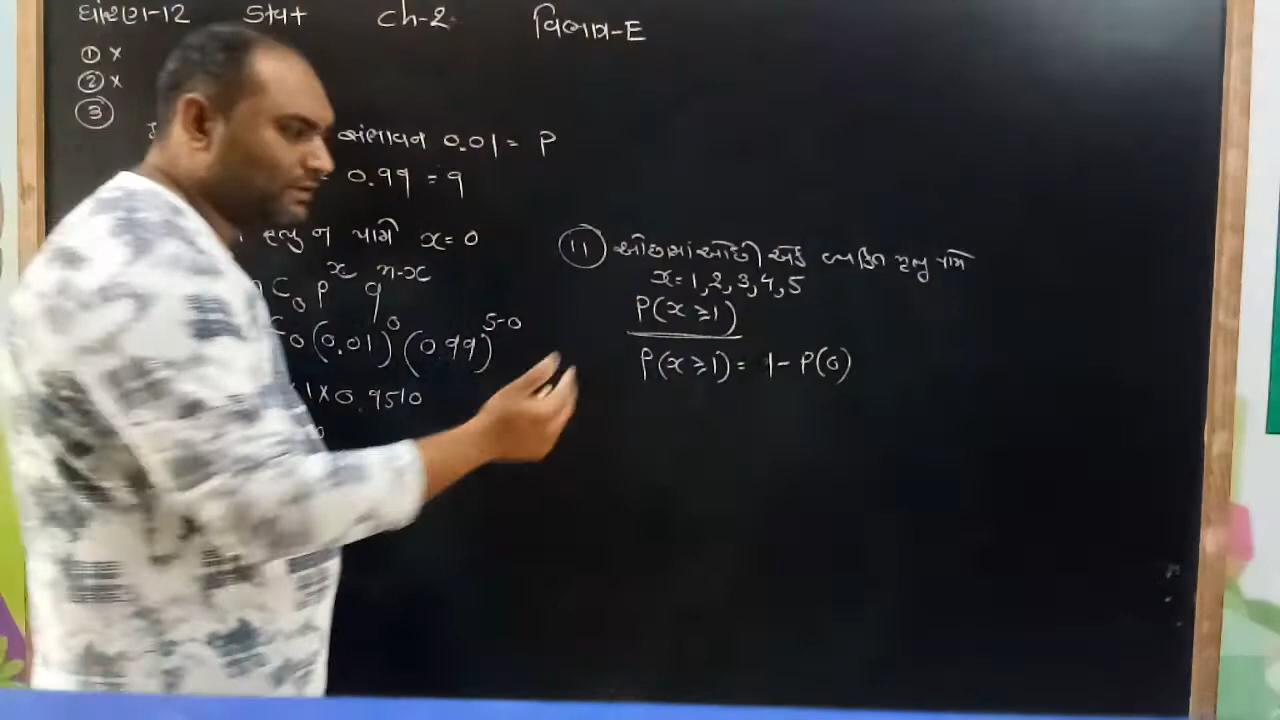 ધોરણ-12 Stat Ch-2 વિભાગ-E
① ×
② ×
③
સંભાવના 0.01 = P
= 0.99 = q
મૃત્યુ ન પામે x = 0
C₀ p^x q^n-x
C₀ (0.01)^0 (0.99)^5-0
1 × 0.9510
(11) ઓછામાં ઓછી એક વ્યક્તિ મૃત્યુ પામે
x = 1, 2, 3, 4, 5
P(x ≥ 1)
P(x ≥ 1) = 1 - P(0)